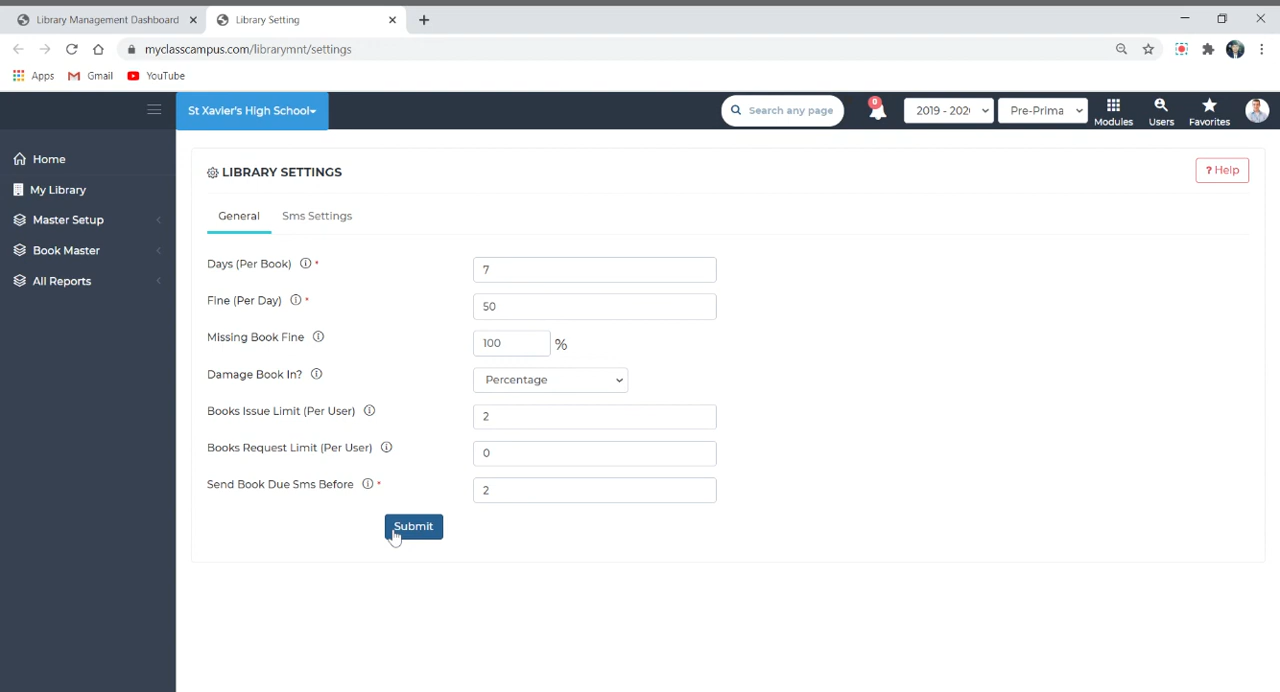 Library Management Dashboard
Library Setting
myclasscampus.com/librarymnt/settings
Apps
Gmail
YouTube
St Xavier's High School
Search any page
0
2019 - 202
Pre-Prima
Modules
Users
Favorites
Home
My Library
Master Setup
Book Master
All Reports
LIBRARY SETTINGS
? Help
General
Sms Settings
Days (Per Book) *
7
Fine (Per Day) *
50
Missing Book Fine
100 %
Damage Book In?
Percentage
Books Issue Limit (Per User)
2
Books Request Limit (Per User)
0
Send Book Due Sms Before *
2
Submit